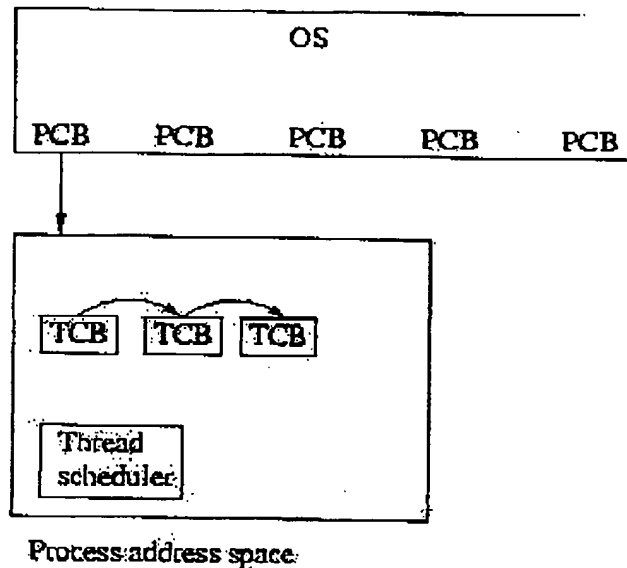 OS
PCB PCB PCB PCB PCB
TCB TCB TCB
Thread
scheduler
Process address space